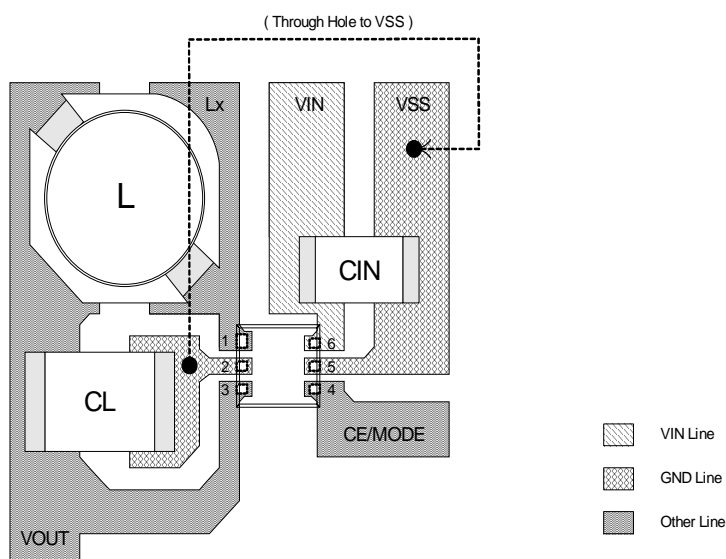 ( Through Hole to VSS )
Lx
VIN
VSS
L
CIN
1
6
2
5
3
4
CL
CE/MODE
VOUT
VIN Line
GND Line
Other Line